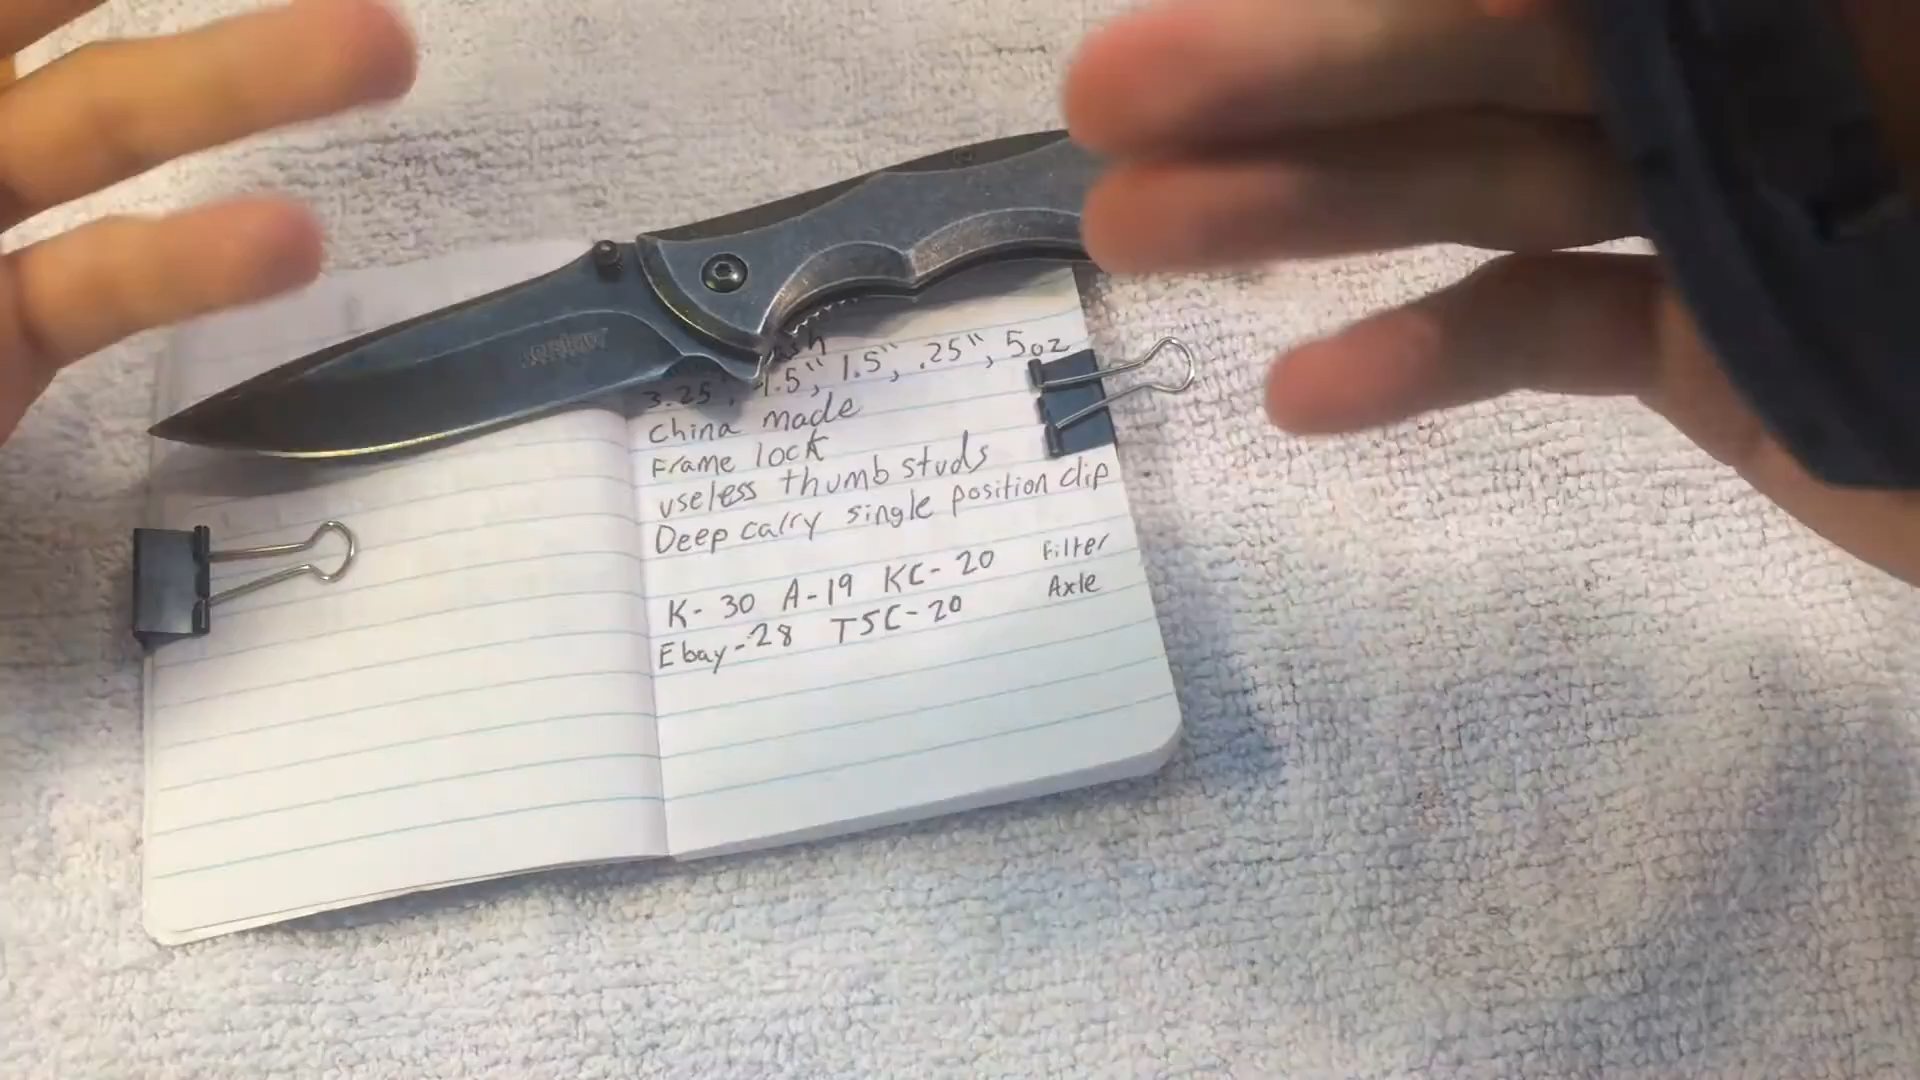 3.25", 4.5", 1.5", .25", 5oz
China made
Frame lock
useless thumb studs
Deep carry single position clip
K- 30 A-19 KC- 20 Filter
Ebay-28 TSC-20 Axle